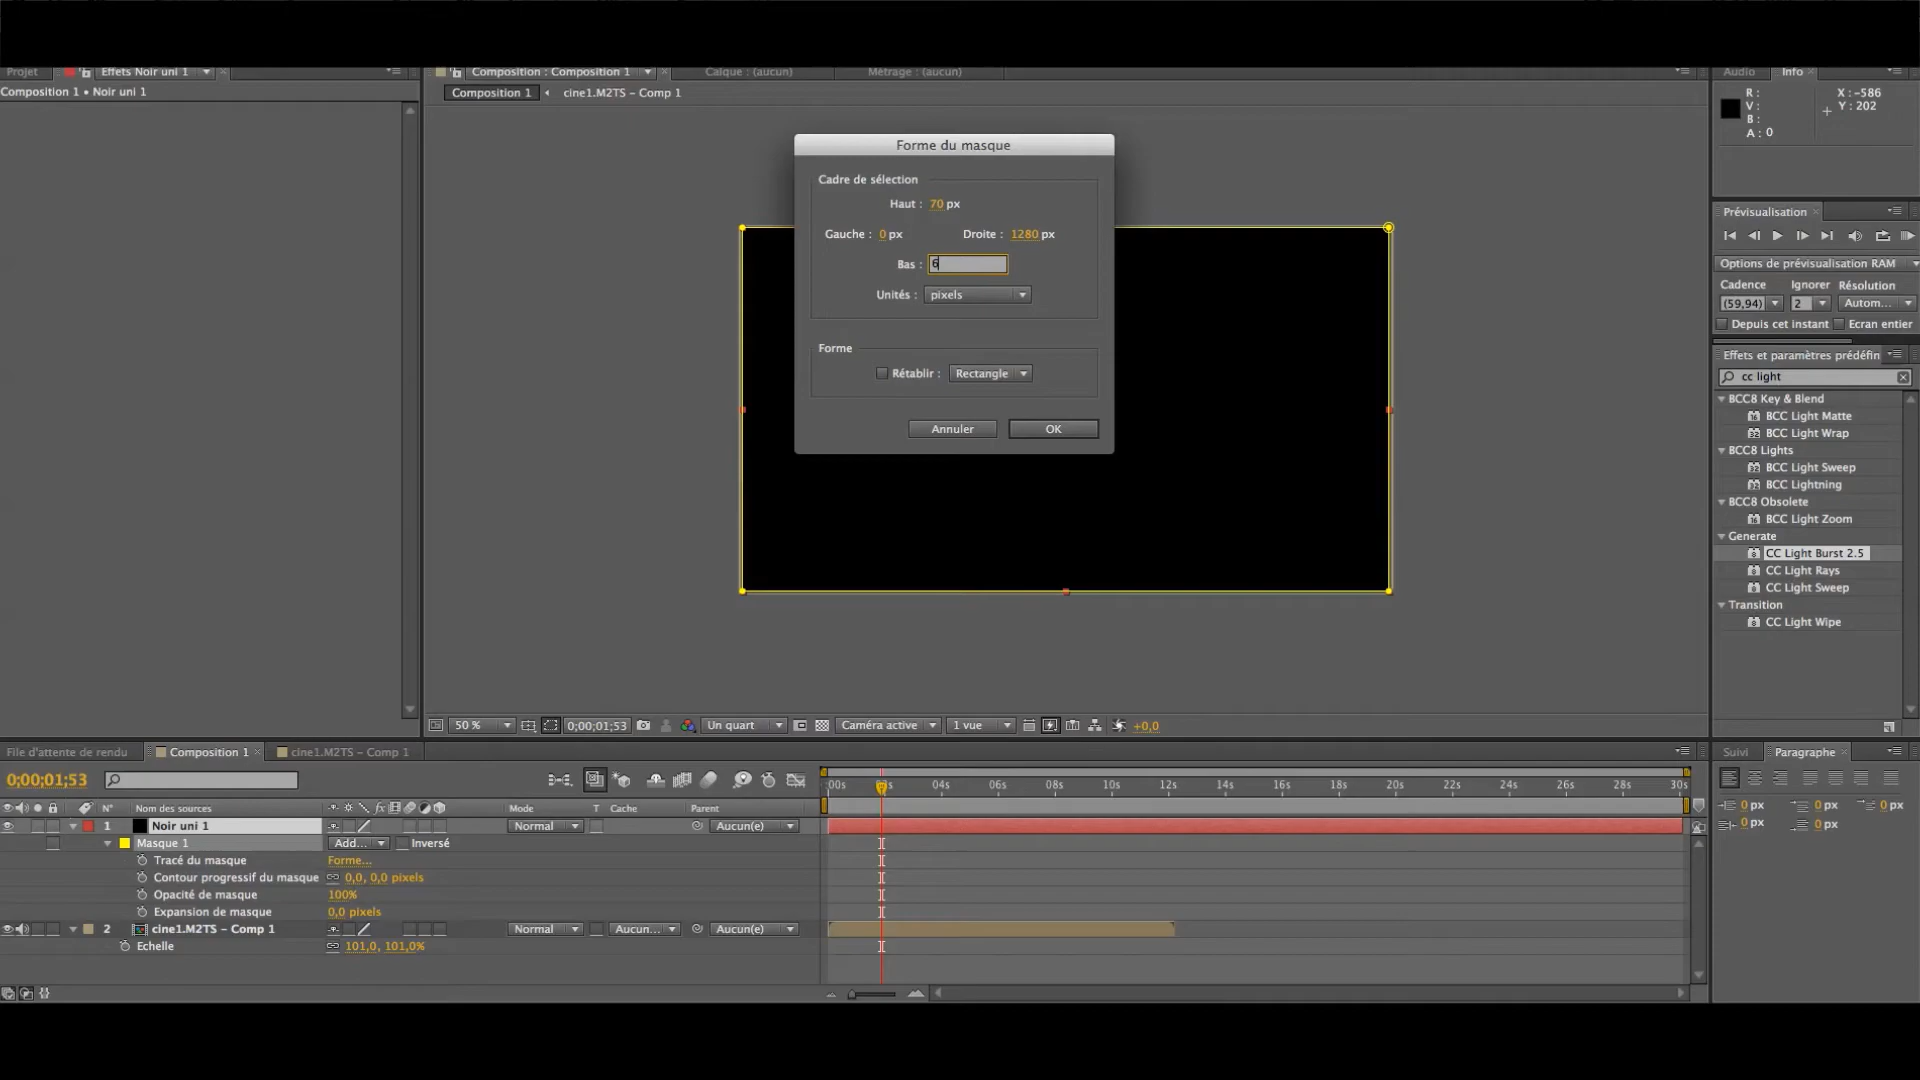 Projet
Effets Noir uni 1
Composition 1 • Noir uni 1
Composition : Composition 1
Calque : (aucun)
Métrage : (aucun)
Composition 1
cine1.M2TS – Comp 1
Audio
Info
R :
V :
B :
A : 0
X : -586
Y : 202
Forme du masque
Cadre de sélection
Haut : 70 px
Gauche : 0 px
Droite : 1280 px
Bas : 6
Unités : pixels
Forme
Rétablir : Rectangle
Annuler
OK
Prévisualisation
Options de prévisualisation RAM
Cadence
Ignorer
Résolution
(59,94)
2
Autom...
Depuis cet instant
Ecran entier
Effets et paramètres prédéfin
cc light
BCC8 Key & Blend
BCC Light Matte
BCC Light Wrap
BCC8 Lights
BCC Light Sweep
BCC Lightning
BCC8 Obsolete
BCC Light Zoom
Generate
CC Light Burst 2.5
CC Light Rays
CC Light Sweep
Transition
CC Light Wipe
50 %
0;00;01;53
Un quart
Caméra active
1 vue
+0,0
File d'attente de rendu
Composition 1
cine1.M2TS – Comp 1
0;00;01;53
N°
Nom des sources
fx
Mode
T
Cache
Parent
:00s
04s
06s
08s
10s
12s
14s
16s
18s
20s
22s
24s
26s
28s
30s
1
Noir uni 1
Normal
Aucun(e)
Masque 1
Add...
Inversé
Tracé du masque
Forme...
Contour progressif du masque
0,0, 0,0 pixels
Opacité de masque
100%
Expansion de masque
0,0 pixels
2
cine1.M2TS – Comp 1
Normal
Aucun...
Aucun(e)
Echelle
101,0, 101,0%
Suivi
Paragraphe
0 px
0 px
0 px
0 px
0 px